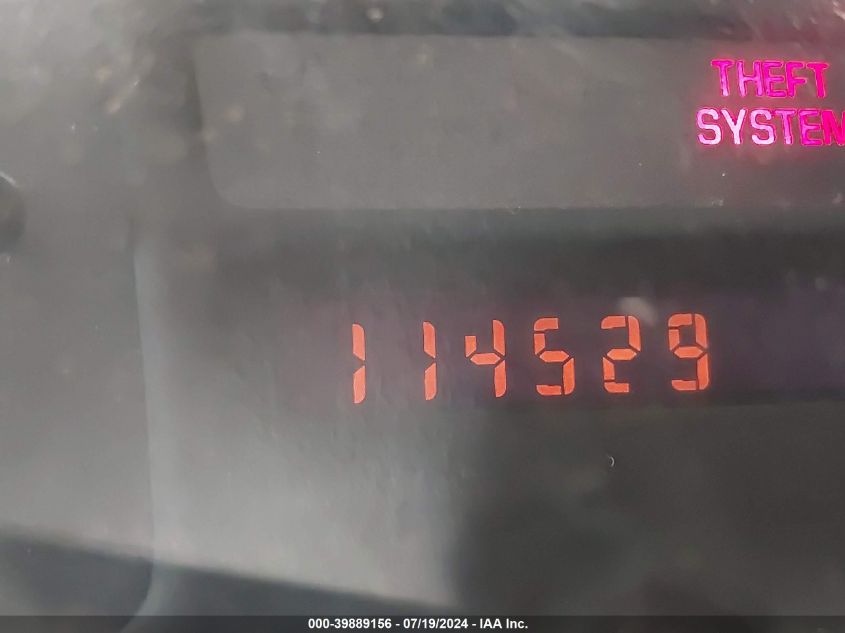 THEFT
SYSTEM
114529
000-39889156 - 07/19/2024 - IAA Inc.